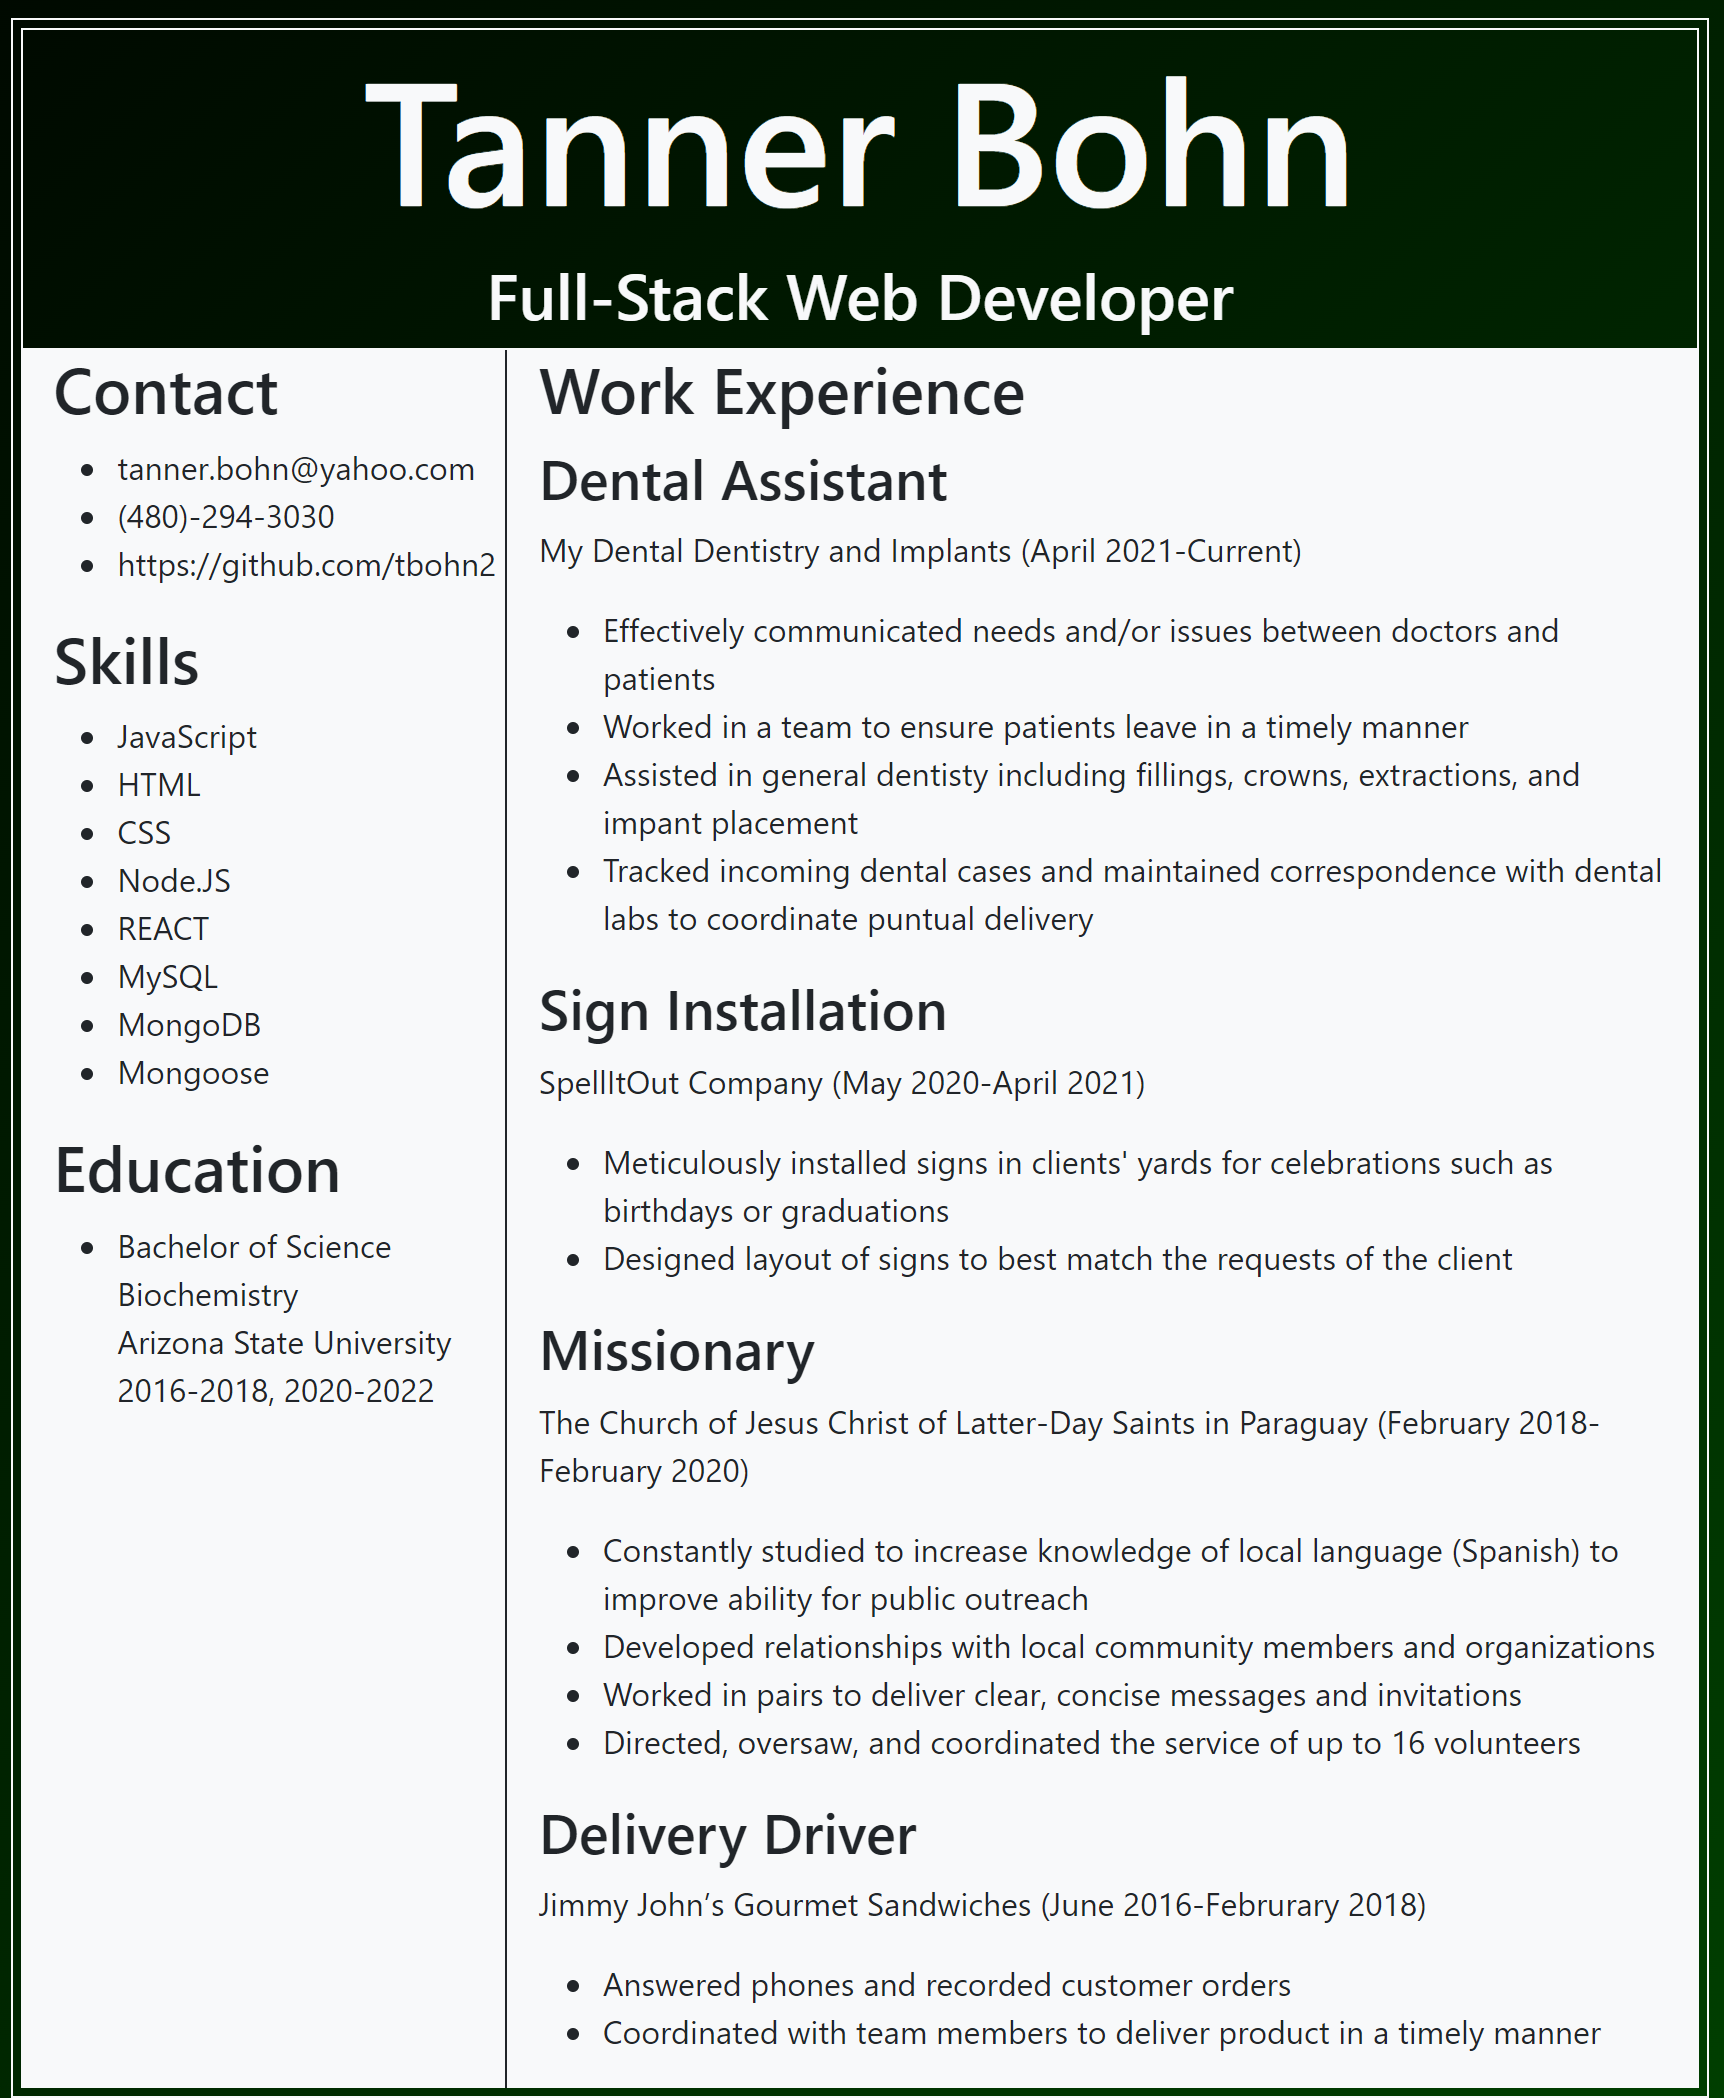 Tanner Bohn
Full-Stack Web Developer
Contact
tanner.bohn@yahoo.com
(480)-294-3030
https://github.com/tbohn2
Skills
JavaScript
HTML
CSS
Node.JS
REACT
MySQL
MongoDB
Mongoose
Education
Bachelor of Science
Biochemistry
Arizona State University
2016-2018, 2020-2022
Work Experience
Dental Assistant
My Dental Dentistry and Implants (April 2021-Current)
Effectively communicated needs and/or issues between doctors and
patients
Worked in a team to ensure patients leave in a timely manner
Assisted in general dentisty including fillings, crowns, extractions, and
impant placement
Tracked incoming dental cases and maintained correspondence with dental
labs to coordinate puntual delivery
Sign Installation
SpellItOut Company (May 2020-April 2021)
Meticulously installed signs in clients' yards for celebrations such as
birthdays or graduations
Designed layout of signs to best match the requests of the client
Missionary
The Church of Jesus Christ of Latter-Day Saints in Paraguay (February 2018-
February 2020)
Constantly studied to increase knowledge of local language (Spanish) to
improve ability for public outreach
Developed relationships with local community members and organizations
Worked in pairs to deliver clear, concise messages and invitations
Directed, oversaw, and coordinated the service of up to 16 volunteers
Delivery Driver
Jimmy John’s Gourmet Sandwiches (June 2016-Februrary 2018)
Answered phones and recorded customer orders
Coordinated with team members to deliver product in a timely manner